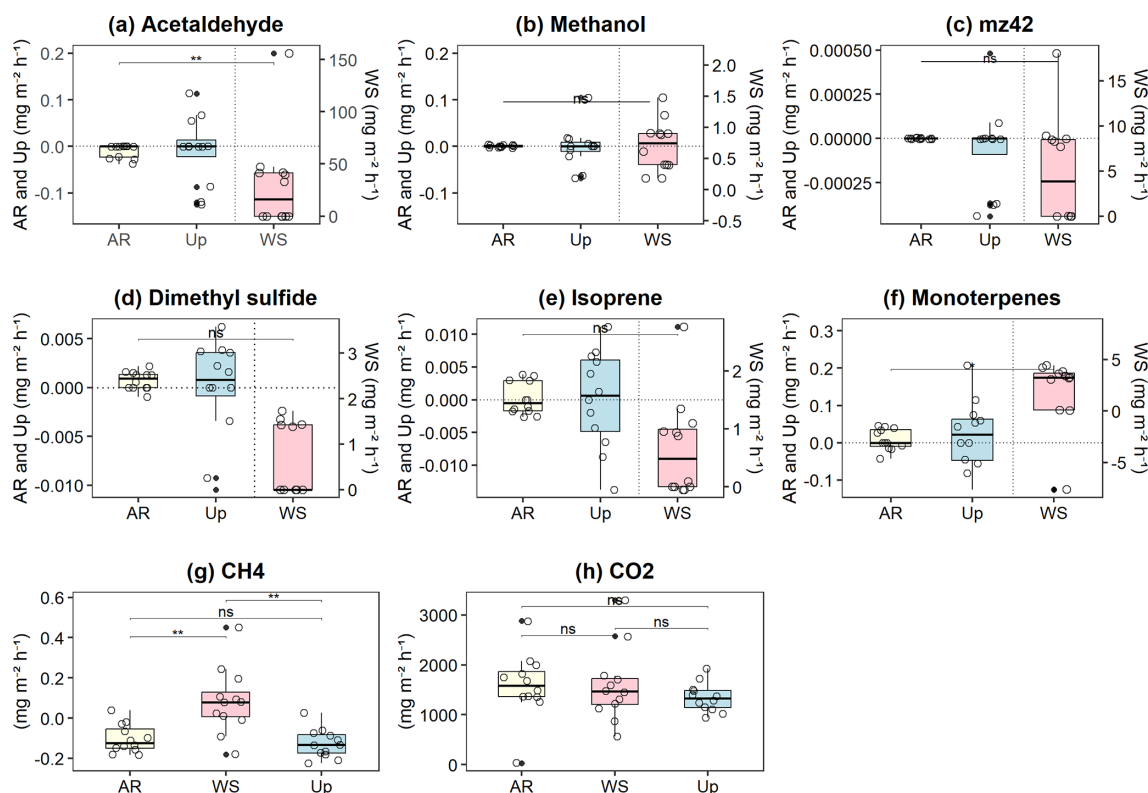 (a) Acetaldehyde
AR and Up (mg m⁻² h⁻¹)
0.2
0.1
0.0
-0.1
**
150
100
50
0
WS (mg m⁻² h⁻¹)
AR Up WS
(b) Methanol
AR and Up (mg m⁻² h⁻¹)
0.2
0.1
0.0
-0.1
ns
2.0
1.5
1.0
0.5
0.0
-0.5
WS (mg m⁻² h⁻¹)
AR Up WS
(c) mz42
AR and Up (mg m⁻² h⁻¹)
0.00050
0.00025
0.00000
-0.00025
ns
15
10
5
0
WS (mg m⁻² h⁻¹)
AR Up WS
(d) Dimethyl sulfide
AR and Up (mg m⁻² h⁻¹)
0.005
0.000
-0.005
-0.010
ns
3
2
1
0
WS (mg m⁻² h⁻¹)
AR Up WS
(e) Isoprene
AR and Up (mg m⁻² h⁻¹)
0.010
0.005
0.000
-0.005
-0.010
ns
2
1
0
WS (mg m⁻² h⁻¹)
AR Up WS
(f) Monoterpenes
AR and Up (mg m⁻² h⁻¹)
0.3
0.2
0.1
0.0
-0.1
*
5
0
-5
WS (mg m⁻² h⁻¹)
AR Up WS
(g) CH4
(mg m⁻² h⁻¹)
0.6
0.4
0.2
0.0
-0.2
**
ns
**
AR WS Up
(h) CO2
(mg m⁻² h⁻¹)
3000
2000
1000
0
ns
ns
ns
AR WS Up